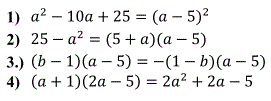 1) a² − 10a + 25 = (a − 5)²
2) 25 − a² = (5 + a)(a − 5)
3.) (b − 1)(a − 5) = −(1 − b)(a − 5)
4) (a + 1)(2a − 5) = 2a² + 2a − 5